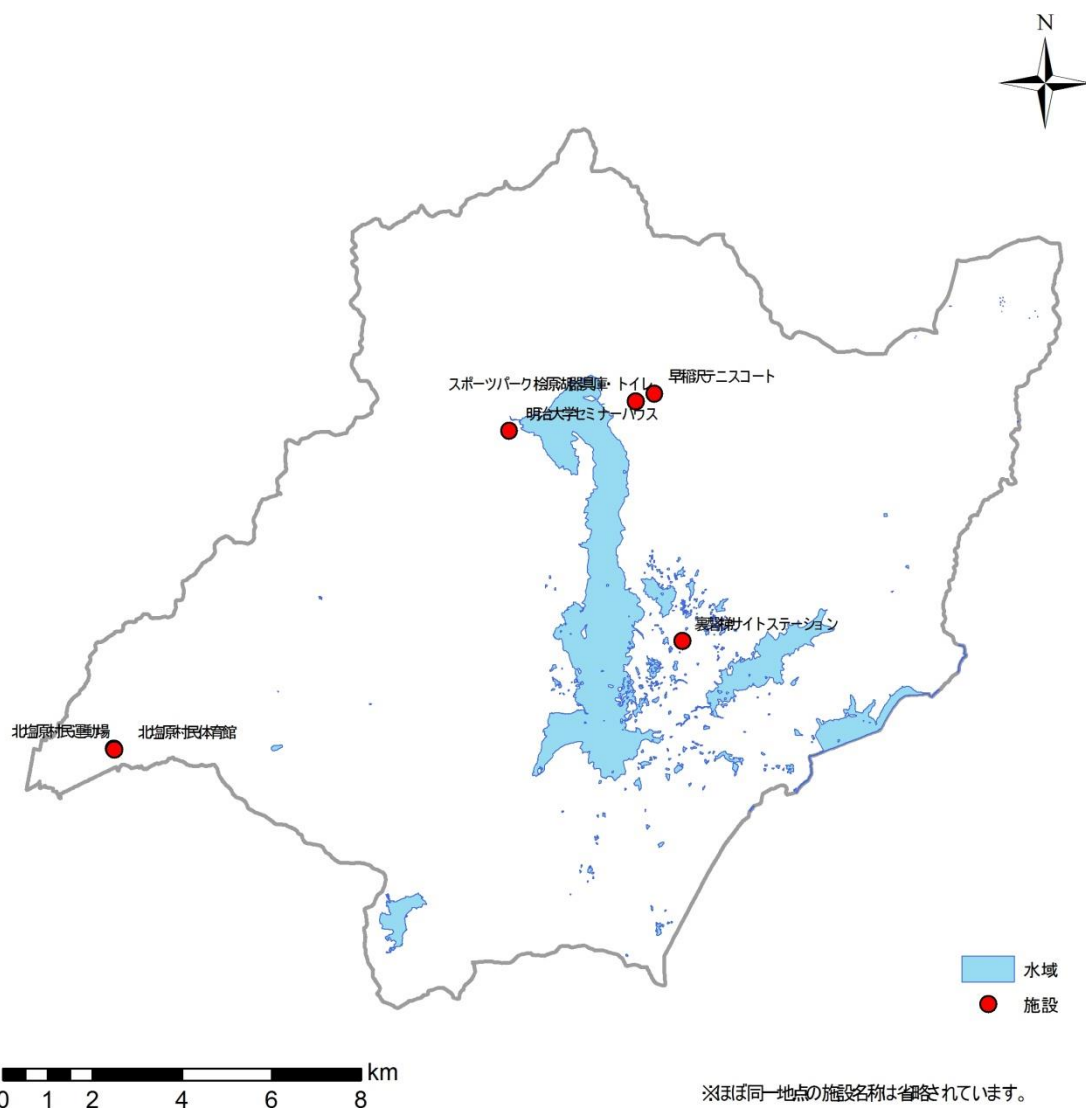 N
スポーツパーク桧原湖器具庫・トイレ
早稲沢テニスコート
明治大学セミナーハウス
裏磐梯サイトステーション
北塩原村民運動場
北塩原村民体育館
水域
施設
km
0 1 2 4 6 8
※ほぼ同一地点の施設名称は省略されています。